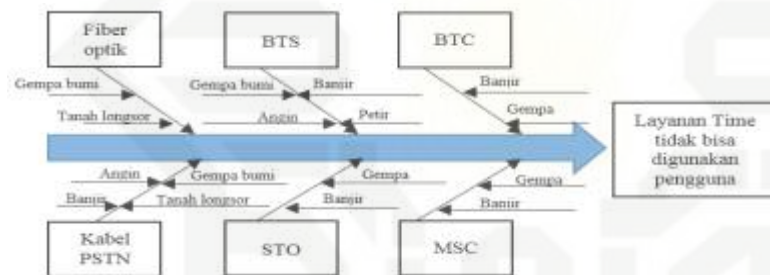 Fiber
optik
BTS
BTC
Gempa bumi
Tanah longsor
Gempa bumi
Banjir
Angin
Petir
Banjir
Gempa
Layanan Time
tidak bisa
digunakan
pengguna
Angin
Gempa bumi
Banjir
Tanah longsor
Gempa
Banjir
Gempa
Banjir
Kabel
PSTN
STO
MSC